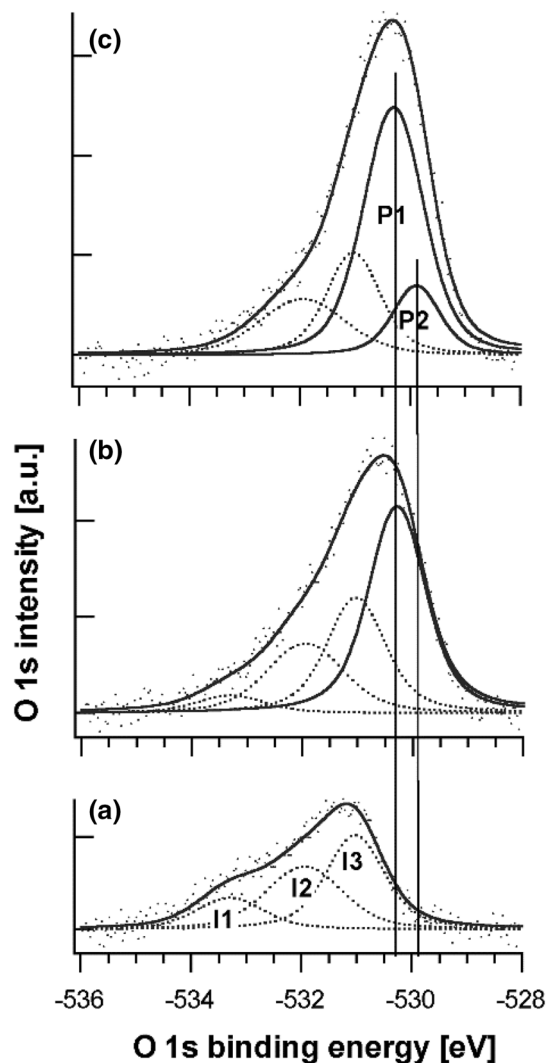 (c)
P1
P2
(b)
O 1s intensity [a.u.]
(a)
I1
I2
I3
-536
-534
-532
-530
-528
O 1s binding energy [eV]